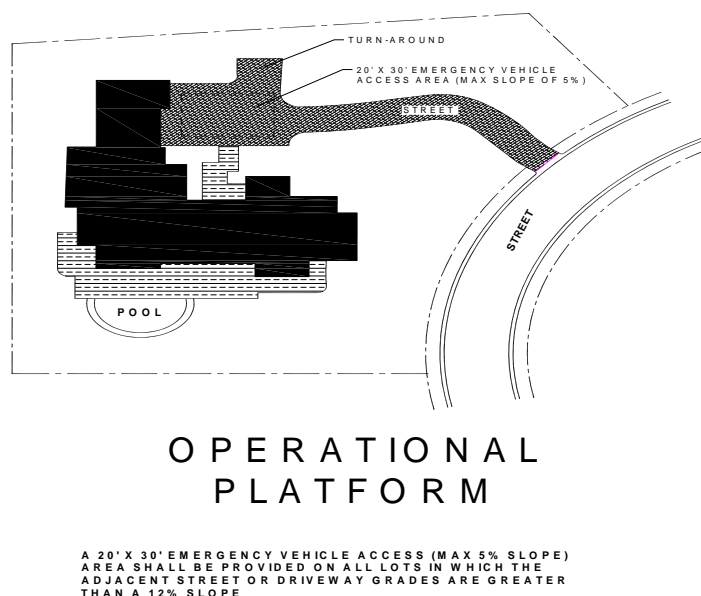 TURN-AROUND
20' X 30' EMERGENCY VEHICLE
ACCESS AREA (MAX SLOPE OF 5%)
STREET
STREET
POOL
OPERATIONAL
PLATFORM
A 20' X 30' EMERGENCY VEHICLE ACCESS (MAX 5% SLOPE)
AREA SHALL BE PROVIDED ON ALL LOTS IN WHICH THE
ADJACENT STREET OR DRIVEWAY GRADES ARE GREATER
THAN A 12% SLOPE